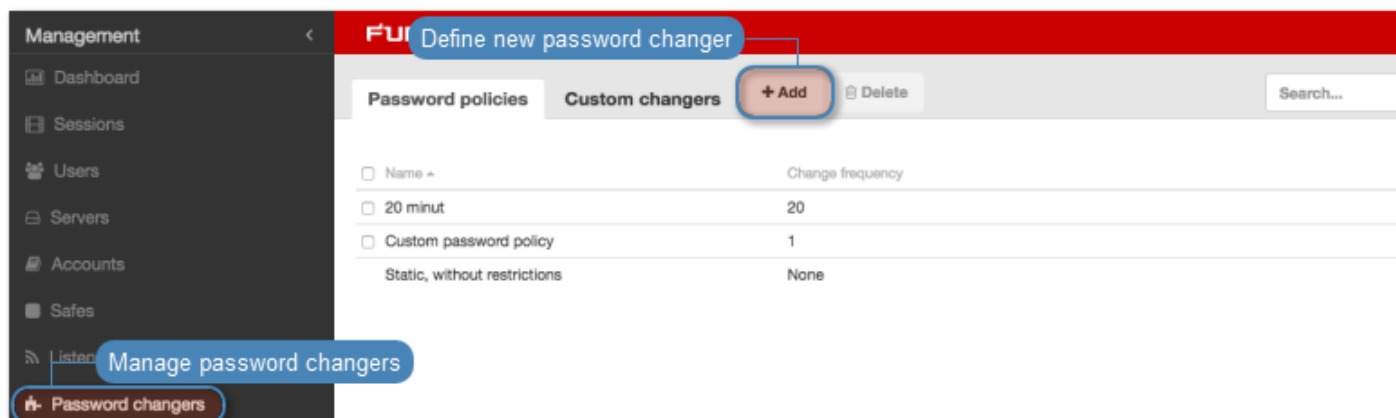 Management
Define new password changer
Dashboard
Password policies
Custom changers
+ Add
Delete
Search...
Sessions
Users
Name
Change frequency
20 minut
20
Servers
Custom password policy
1
Accounts
Static, without restrictions
None
Safes
Manage password changers
Password changers